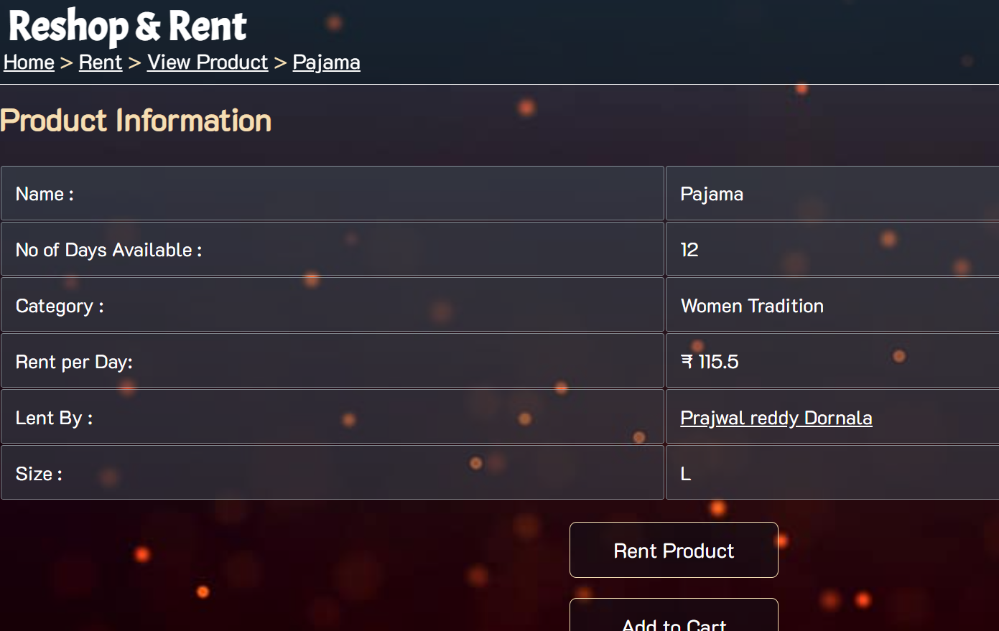 Reshop & Rent
Home > Rent > View Product > Pajama
Product Information
Name : Pajama
No of Days Available : 12
Category : Women Tradition
Rent per Day: ₹ 115.5
Lent By : Prajwal reddy Dornala
Size : L
Rent Product
Add to Cart